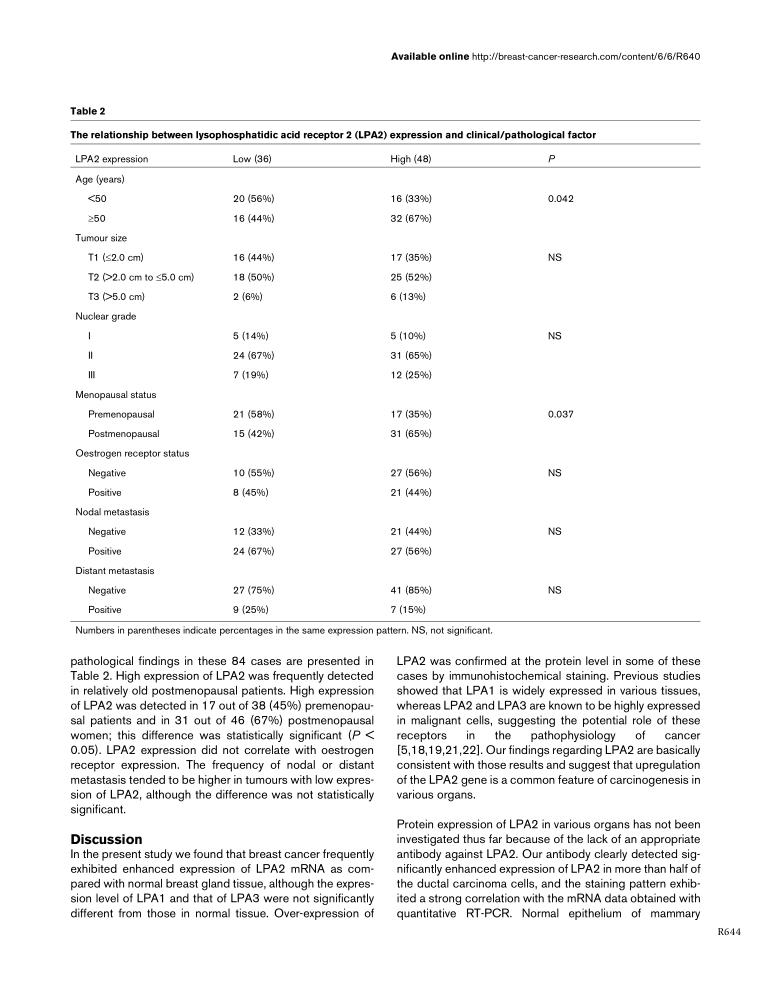 Available online http://breast-cancer-research.com/content/6/6/R640
Table 2
The relationship between lysophosphatidic acid receptor 2 (LPA2) expression and clinical/pathological factor
LPA2 expression Low (36) High (48) P
Age (years)
<50 20 (56%) 16 (33%) 0.042
≥50 16 (44%) 32 (67%)
Tumour size
T1 (≤2.0 cm) 16 (44%) 17 (35%) NS
T2 (>2.0 cm to ≤5.0 cm) 18 (50%) 25 (52%)
T3 (>5.0 cm) 2 (6%) 6 (13%)
Nuclear grade
I 5 (14%) 5 (10%) NS
II 24 (67%) 31 (65%)
III 7 (19%) 12 (25%)
Menopausal status
Premenopausal 21 (58%) 17 (35%) 0.037
Postmenopausal 15 (42%) 31 (65%)
Oestrogen receptor status
Negative 10 (55%) 27 (56%) NS
Positive 8 (45%) 21 (44%)
Nodal metastasis
Negative 12 (33%) 21 (44%) NS
Positive 24 (67%) 27 (56%)
Distant metastasis
Negative 27 (75%) 41 (85%) NS
Positive 9 (25%) 7 (15%)
Numbers in parentheses indicate percentages in the same expression pattern. NS, not significant.
pathological findings in these 84 cases are presented in
Table 2. High expression of LPA2 was frequently detected
in relatively old postmenopausal patients. High expression
of LPA2 was detected in 17 out of 38 (45%) premenopau-
sal patients and in 31 out of 46 (67%) postmenopausal
women; this difference was statistically significant (P <
0.05). LPA2 expression did not correlate with oestrogen
receptor expression. The frequency of nodal or distant
metastasis tended to be higher in tumours with low expres-
sion of LPA2, although the difference was not statistically
significant.
Discussion
In the present study we found that breast cancer frequently
exhibited enhanced expression of LPA2 mRNA as com-
pared with normal breast gland tissue, although the expres-
sion level of LPA1 and that of LPA3 were not significantly
different from those in normal tissue. Over-expression of
LPA2 was confirmed at the protein level in some of these
cases by immunohistochemical staining. Previous studies
showed that LPA1 is widely expressed in various tissues,
whereas LPA2 and LPA3 are known to be highly expressed
in malignant cells, suggesting the potential role of these
receptors in the pathophysiology of cancer
[5,18,19,21,22]. Our findings regarding LPA2 are basically
consistent with those results and suggest that upregulation
of the LPA2 gene is a common feature of carcinogenesis in
various organs.
Protein expression of LPA2 in various organs has not been
investigated thus far because of the lack of an appropriate
antibody against LPA2. Our antibody clearly detected sig-
nificantly enhanced expression of LPA2 in more than half of
the ductal carcinoma cells, and the staining pattern exhib-
ited a strong correlation with the mRNA data obtained with
quantitative RT-PCR. Normal epithelium of mammary
R644